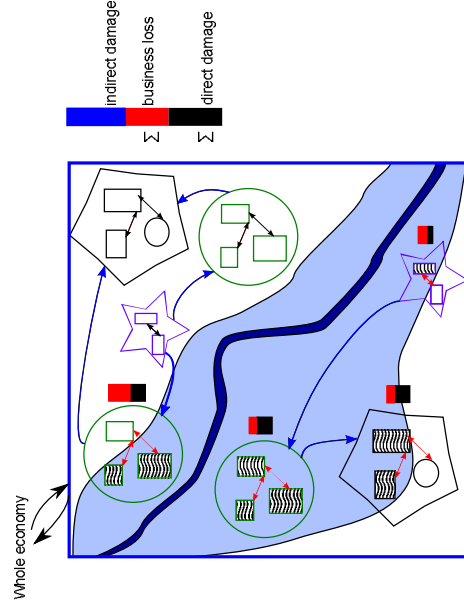 indirect damage
business loss
direct damage
Σ
Σ
Whole economy